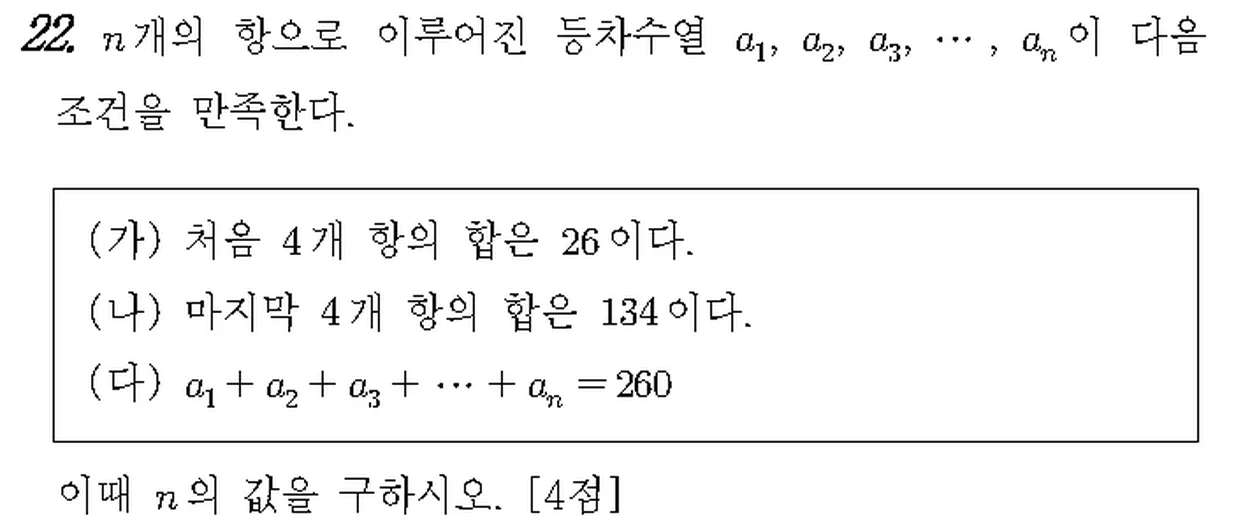 22. n개의 항으로 이루어진 등차수열 a₁, a₂, a₃, ⋯, aₙ이 다음
조건을 만족한다.
(가) 처음 4개 항의 합은 26이다.
(나) 마지막 4개 항의 합은 134이다.
(다) a₁ + a₂ + a₃ + ⋯ + aₙ = 260
이때 n의 값을 구하시오. [4점]